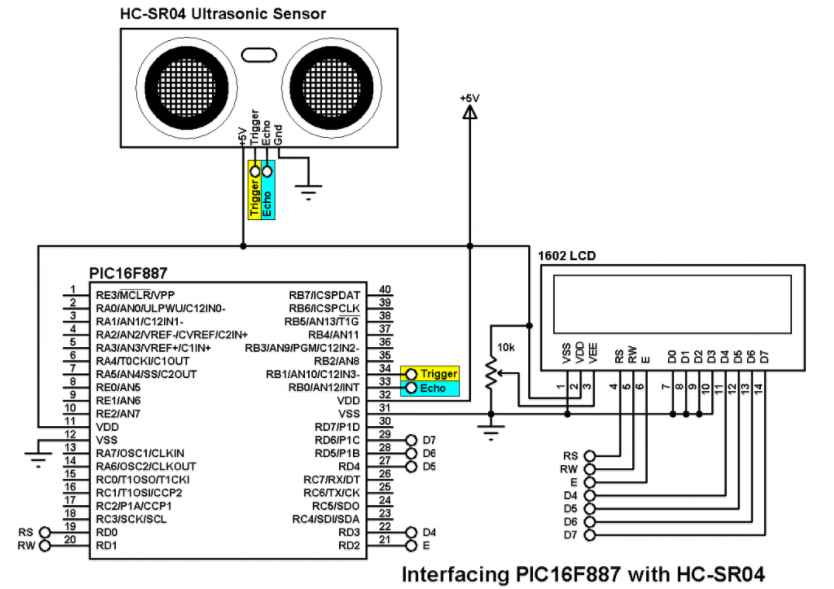 HC-SR04 Ultrasonic Sensor
+5V
Trigger
Echo
Gnd
Trigger
Echo
+5V
1602 LCD
PIC16F887
1 RE3/MCLR/VPP
2 RA0/AN0/ULPWU/C12IN0-
3 RA1/AN1/C12IN1-
4 RA2/AN2/VREF-/CVREF/C2IN+
5 RA3/AN3/VREF+/C1IN+
6 RA4/T0CKI/C1OUT
7 RA5/AN4/SS/C2OUT
8 RE0/AN5
9 RE1/AN6
10 RE2/AN7
11 VDD
12 VSS
13 RA7/OSC1/CLKIN
14 RA6/OSC2/CLKOUT
15 RC0/T1OSO/T1CKI
16 RC1/T1OSI/CCP2
17 RC2/P1A/CCP1
18 RC3/SCK/SCL
RS 19 RD0
RW 20 RD1
RB7/ICSPDAT 40
RB6/ICSPCLK 39
RB5/AN13/T1G 38
RB4/AN11 37
RB3/AN9/PGM/C12IN2- 36
RB2/AN8 35
RB1/AN10/C12IN3- 34 Trigger
RB0/AN12/INT 33 Echo
VDD 32
VSS 31
RD7/P1D 30
RD6/P1C 29 D7
RD5/P1B 28 D6
RD4 27 D5
RC7/RX/DT 26
RC6/TX/CK 25
RC5/SDO 24
RC4/SDI/SDA 23
RD3 22 D4
RD2 21 E
10k
VSS VDD VEE RS RW E D0 D1 D2 D3 D4 D5 D6 D7
1 2 3 4 5 6 7 8 9 10 11 12 13 14
RS
RW
E
D4
D5
D6
D7
Interfacing PIC16F887 with HC-SR04